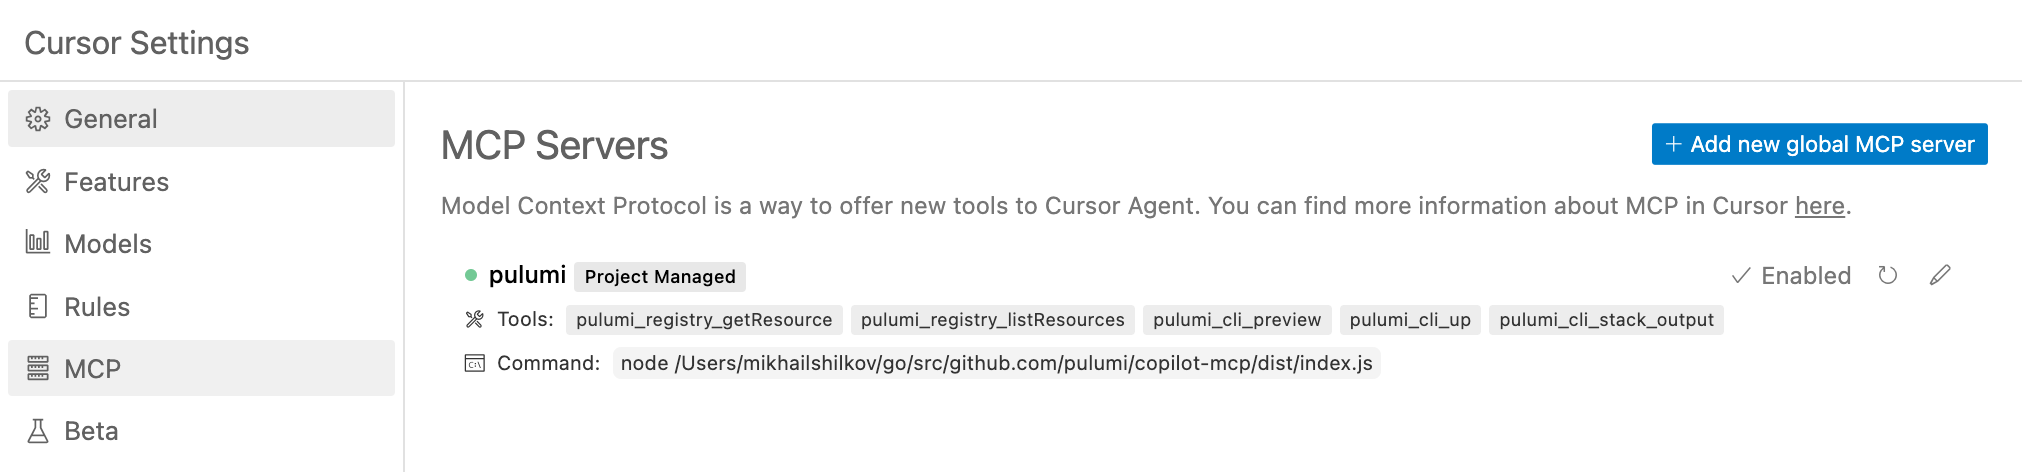 Cursor Settings
General
Features
Models
Rules
MCP
Beta
MCP Servers
+ Add new global MCP server
Model Context Protocol is a way to offer new tools to Cursor Agent. You can find more information about MCP in Cursor here.
pulumi Project Managed
Enabled
Tools: pulumi_registry_getResource pulumi_registry_listResources pulumi_cli_preview pulumi_cli_up pulumi_cli_stack_output
Command: node /Users/mikhailshilkov/go/src/github.com/pulumi/copilot-mcp/dist/index.js